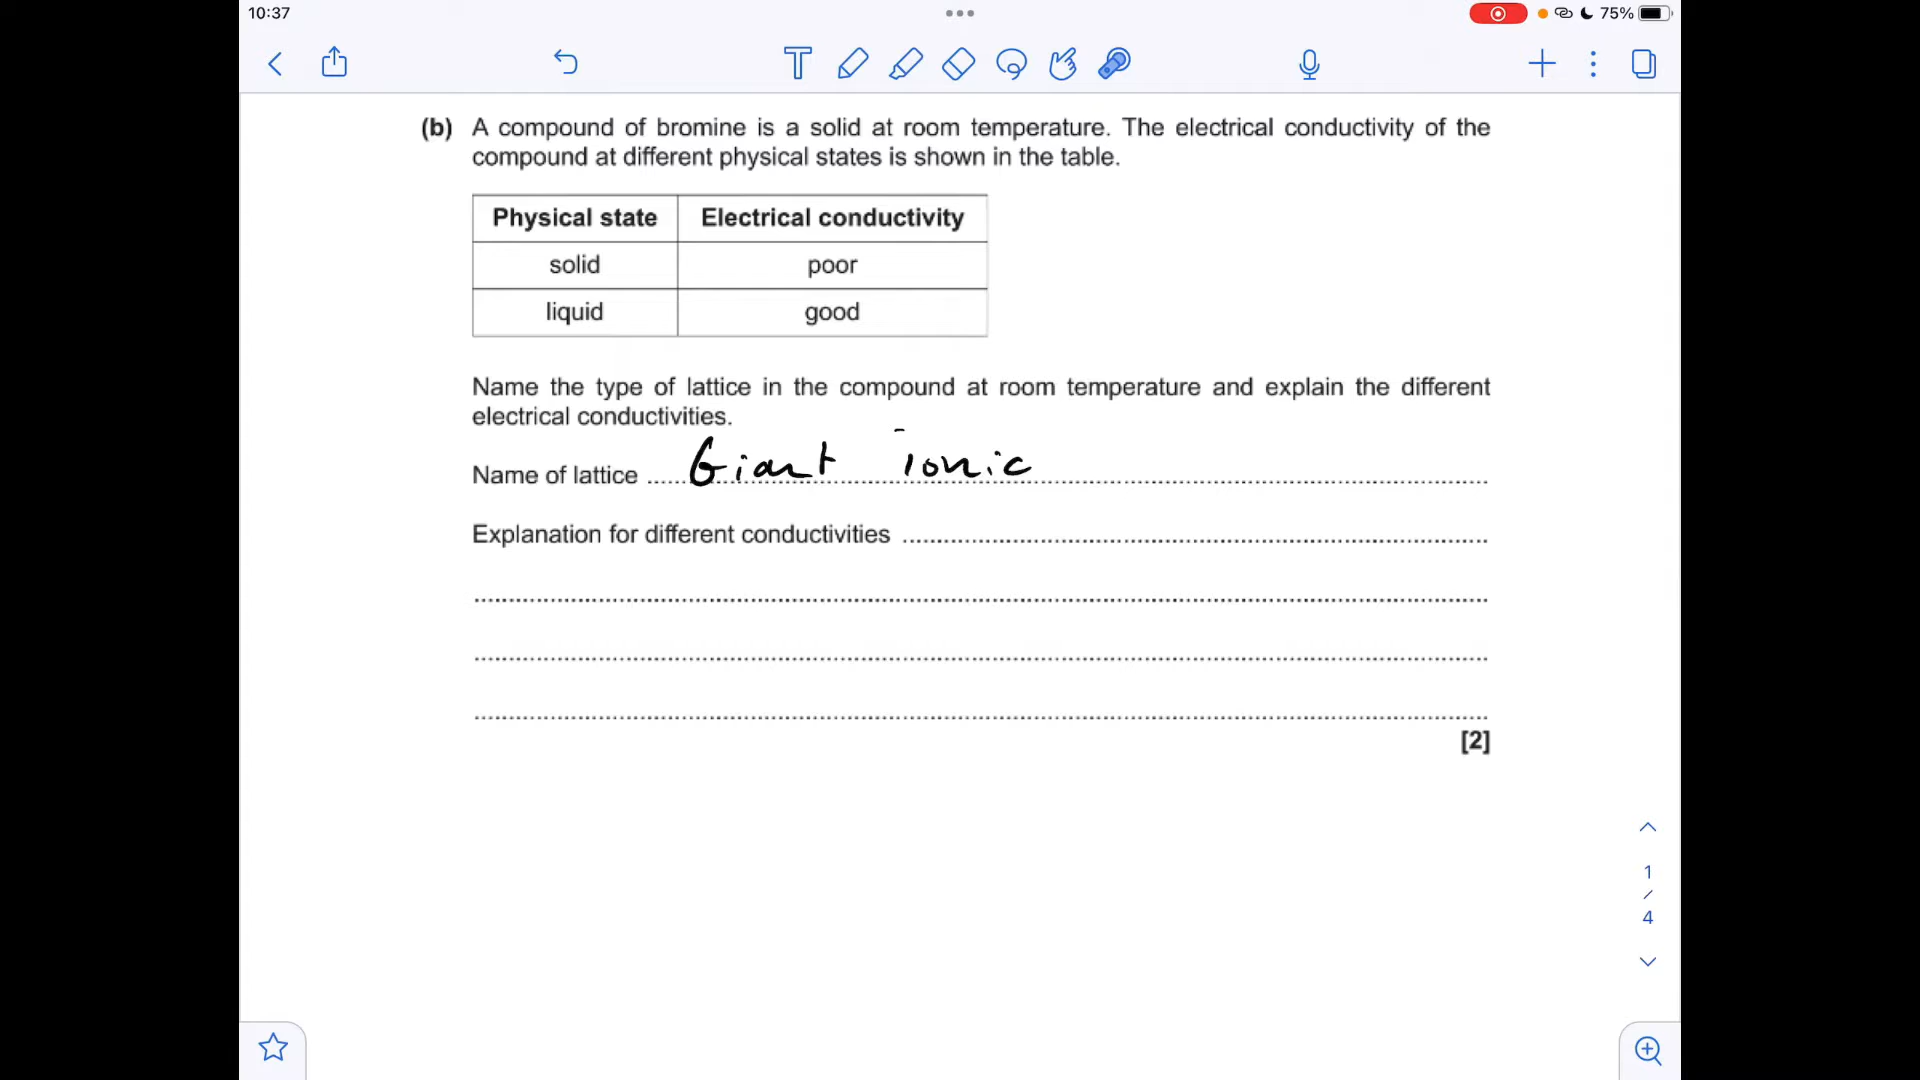 10:37
75%
(b) A compound of bromine is a solid at room temperature. The electrical conductivity of the
compound at different physical states is shown in the table.
Physical state Electrical conductivity
solid poor
liquid good
Name the type of lattice in the compound at room temperature and explain the different
electrical conductivities.
Name of lattice Giant ionic
Explanation for different conductivities
[2]
1
/
4